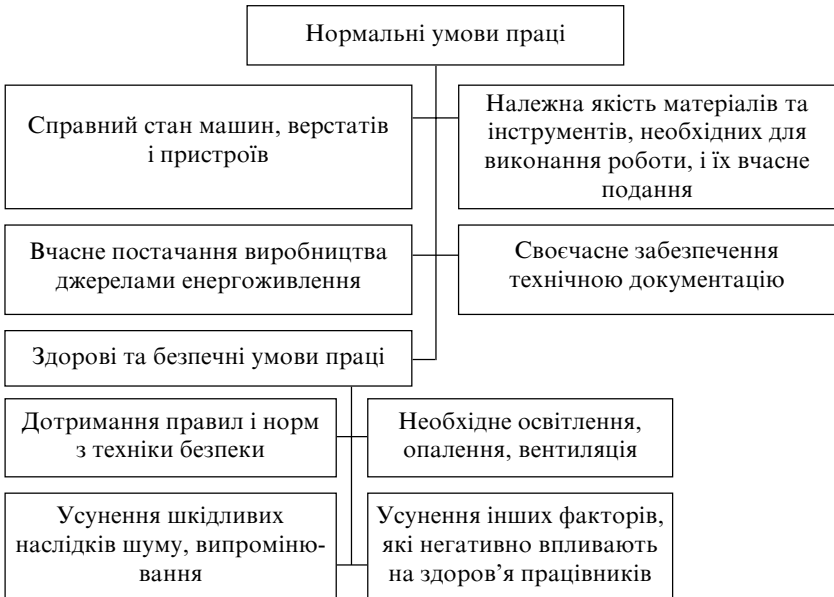 Нормальні умови праці
Справний стан машин, верстатів
і пристроїв
Належна якість матеріалів та
інструментів, необхідних для
виконання роботи, і їх вчасне
подання
Вчасне постачання виробництва
джерелами енергоживлення
Своєчасне забезпечення
технічною документацію
Здорові та безпечні умови праці
Дотримання правил і норм
з техніки безпеки
Необхідне освітлення,
опалення, вентиляція
Усунення шкідливих
наслідків шуму, випроміню-
вання
Усунення інших факторів,
які негативно впливають
на здоров’я працівників